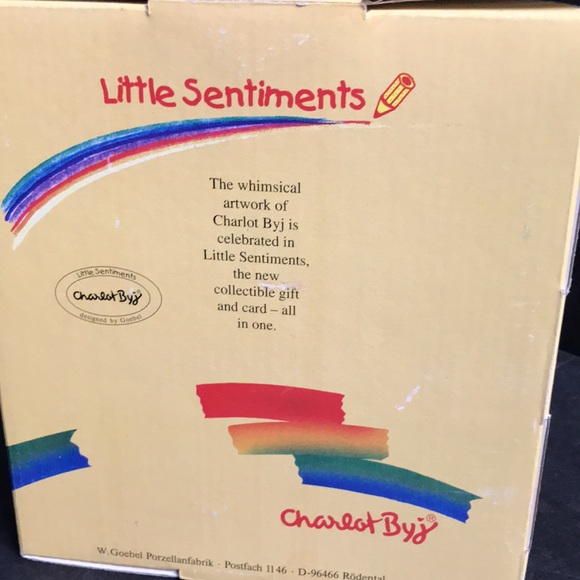 Little Sentiments
The whimsical
artwork of
Charlot Byj is
celebrated in
Little Sentiments,
the new
collectible gift
and card – all
in one.
Little Sentiments
Charlot Byj®
designed by Goebel
Charlot Byj®
W. Goebel Porzellanfabrik · Postfach 1146 · D-96466 Rödental